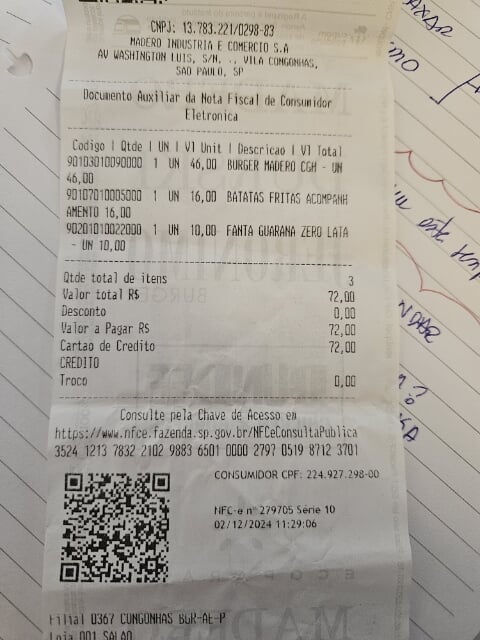 CNPJ: 13.783.221/0298-83
MADERO INDUSTRIA E COMERCIO S.A
AV WASHINGTON LUIS, S/N, ., VILA CONGONHAS,
SAO PAULO, SP
Documento Auxiliar da Nota Fiscal de Consumidor
Eletronica
Codigo | Qtde | UN | Vl Unit | Descricao | Vl Total
90103010090000 1 UN 46,00 BURGER MADERO CGH - UN
46,00
90107010005000 1 UN 16,00 BATATAS FRITAS ACOMPANH
AMENTO 16,00
90201010022000 1 UN 10,00 FANTA GUARANA ZERO LATA
- UN 10,00
Qtde total de itens 3
Valor total R$ 72,00
Desconto 0,00
Valor a Pagar R$ 72,00
Cartao de Credito 72,00
CREDITO
Troco 0,00
Consulte pela Chave de Acesso em
https://www.nfce.fazenda.sp.gov.br/NFCeConsultaPublica
3524 1213 7832 2102 9883 6501 0000 2797 0519 8712 3701
CONSUMIDOR CPF: 224.927.298-00
NFC-e n° 279705 Série 10
02/12/2024 11:29:06
Filial 0367 CONGONHAS BGR-AE-P
Loja 001 SALAO